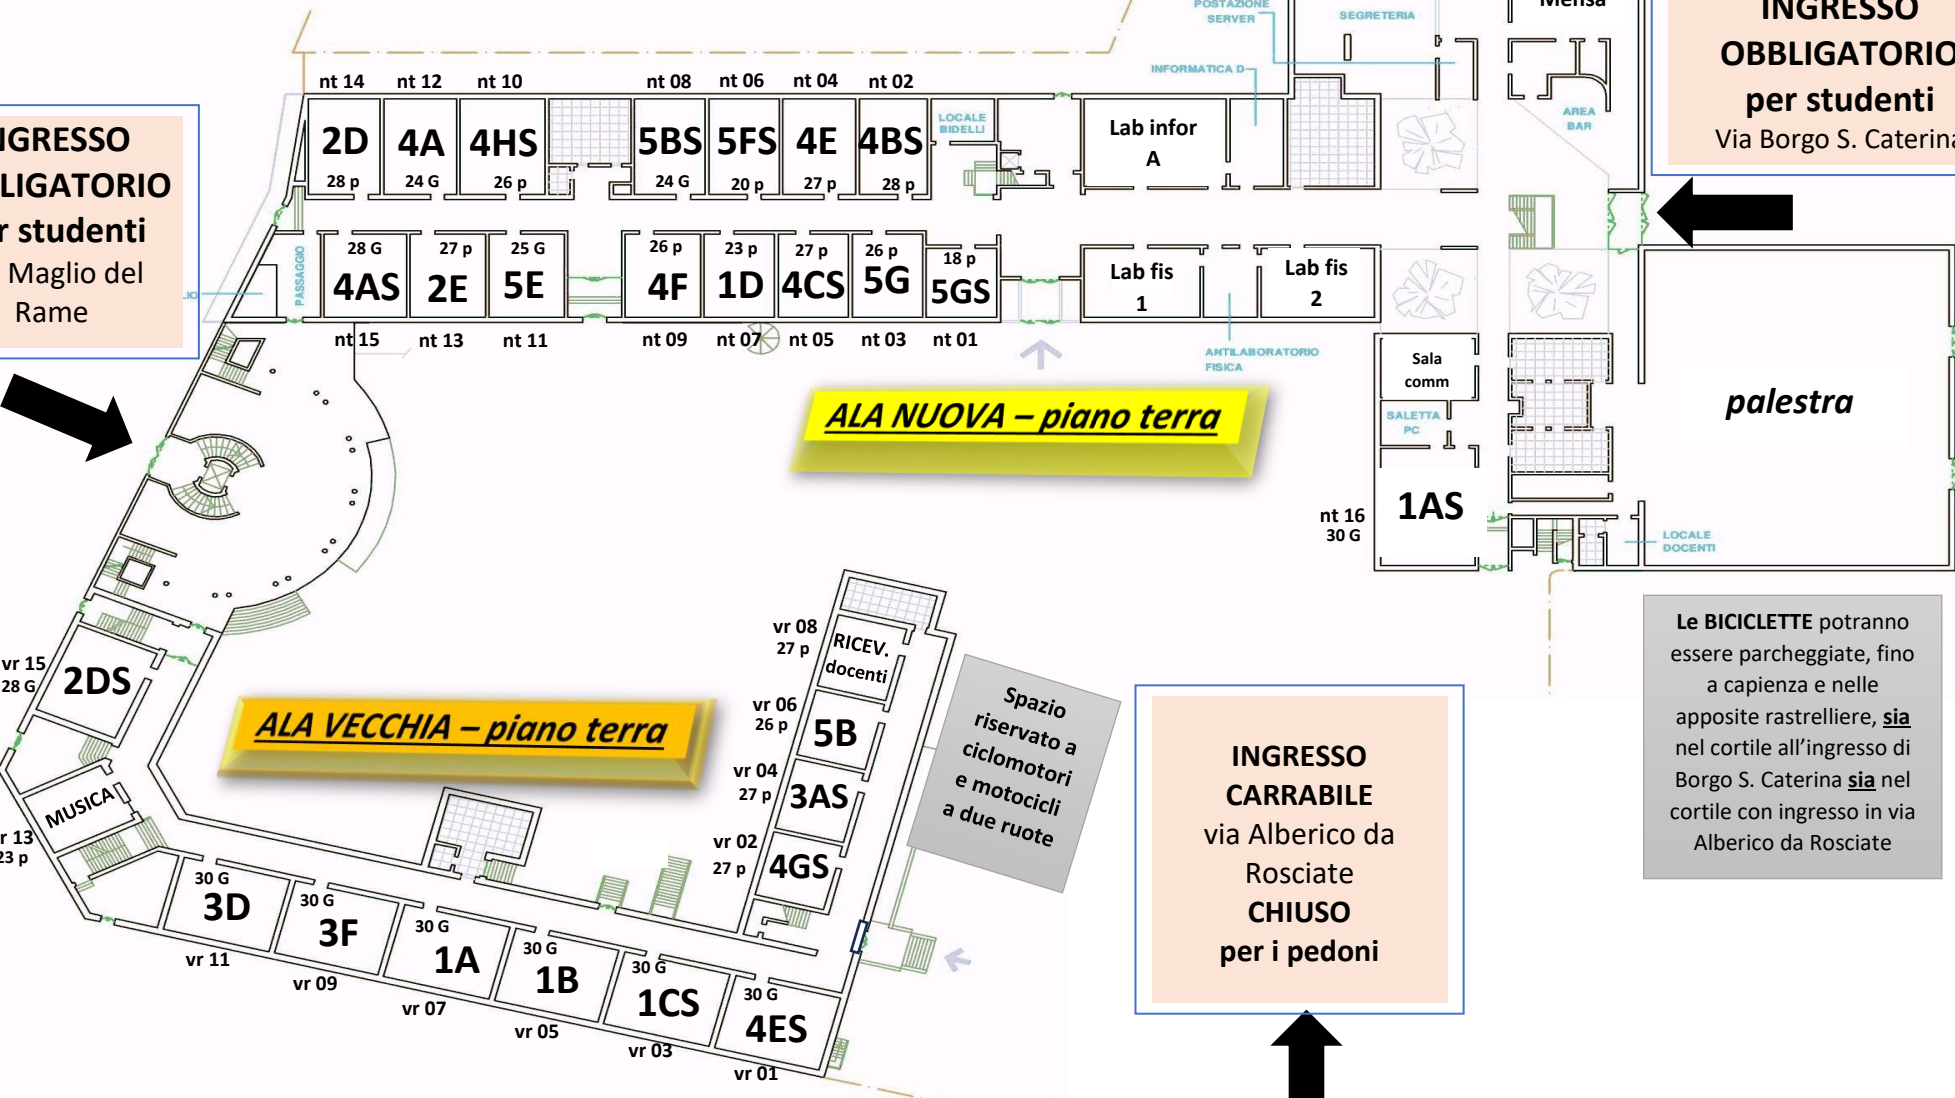 POSTAZIONE
SERVER
SEGRETERIA
Mensa
INFORMATICA D
AREA
BAR
INGRESSO
OBBLIGATORIO
per studenti
Via Borgo S. Caterina
NGRESSO
BLIGATORIO
r studenti
Maglio del
Rame
nt 14
nt 12
nt 10
nt 08
nt 06
nt 04
nt 02
2D
28 p
4A
24 G
4HS
26 p
5BS
24 G
5FS
20 p
4E
27 p
4BS
28 p
LOCALE
BIDELLI
Lab infor
A
PASSAGGIO
28 G
4AS
27 p
2E
25 G
5E
26 p
4F
23 p
1D
27 p
4CS
26 p
5G
18 p
5GS
Lab fis
1
Lab fis
2
nt 15
nt 13
nt 11
nt 09
nt 07
nt 05
nt 03
nt 01
ANTILABORATORIO
FISICA
Sala
comm
SALETTA
PC
palestra
ALA NUOVA – piano terra
1AS
nt 16
30 G
LOCALE
DOCENTI
vr 15
28 G
2DS
MUSICA
r 13
23 p
ALA VECCHIA – piano terra
vr 08
27 p
RICEV.
docenti
vr 06
26 p
5B
vr 04
27 p
3AS
vr 02
27 p
4GS
Spazio
riservato a
ciclomotori
e motocicli
a due ruote
30 G
3D
30 G
3F
30 G
1A
30 G
1B
30 G
1CS
30 G
4ES
vr 11
vr 09
vr 07
vr 05
vr 03
vr 01
INGRESSO
CARRABILE
via Alberico da
Rosciate
CHIUSO
per i pedoni
Le BICICLETTE potranno
essere parcheggiate, fino
a capienza e nelle
apposite rastrelliere, sia
nel cortile all’ingresso di
Borgo S. Caterina sia nel
cortile con ingresso in via
Alberico da Rosciate